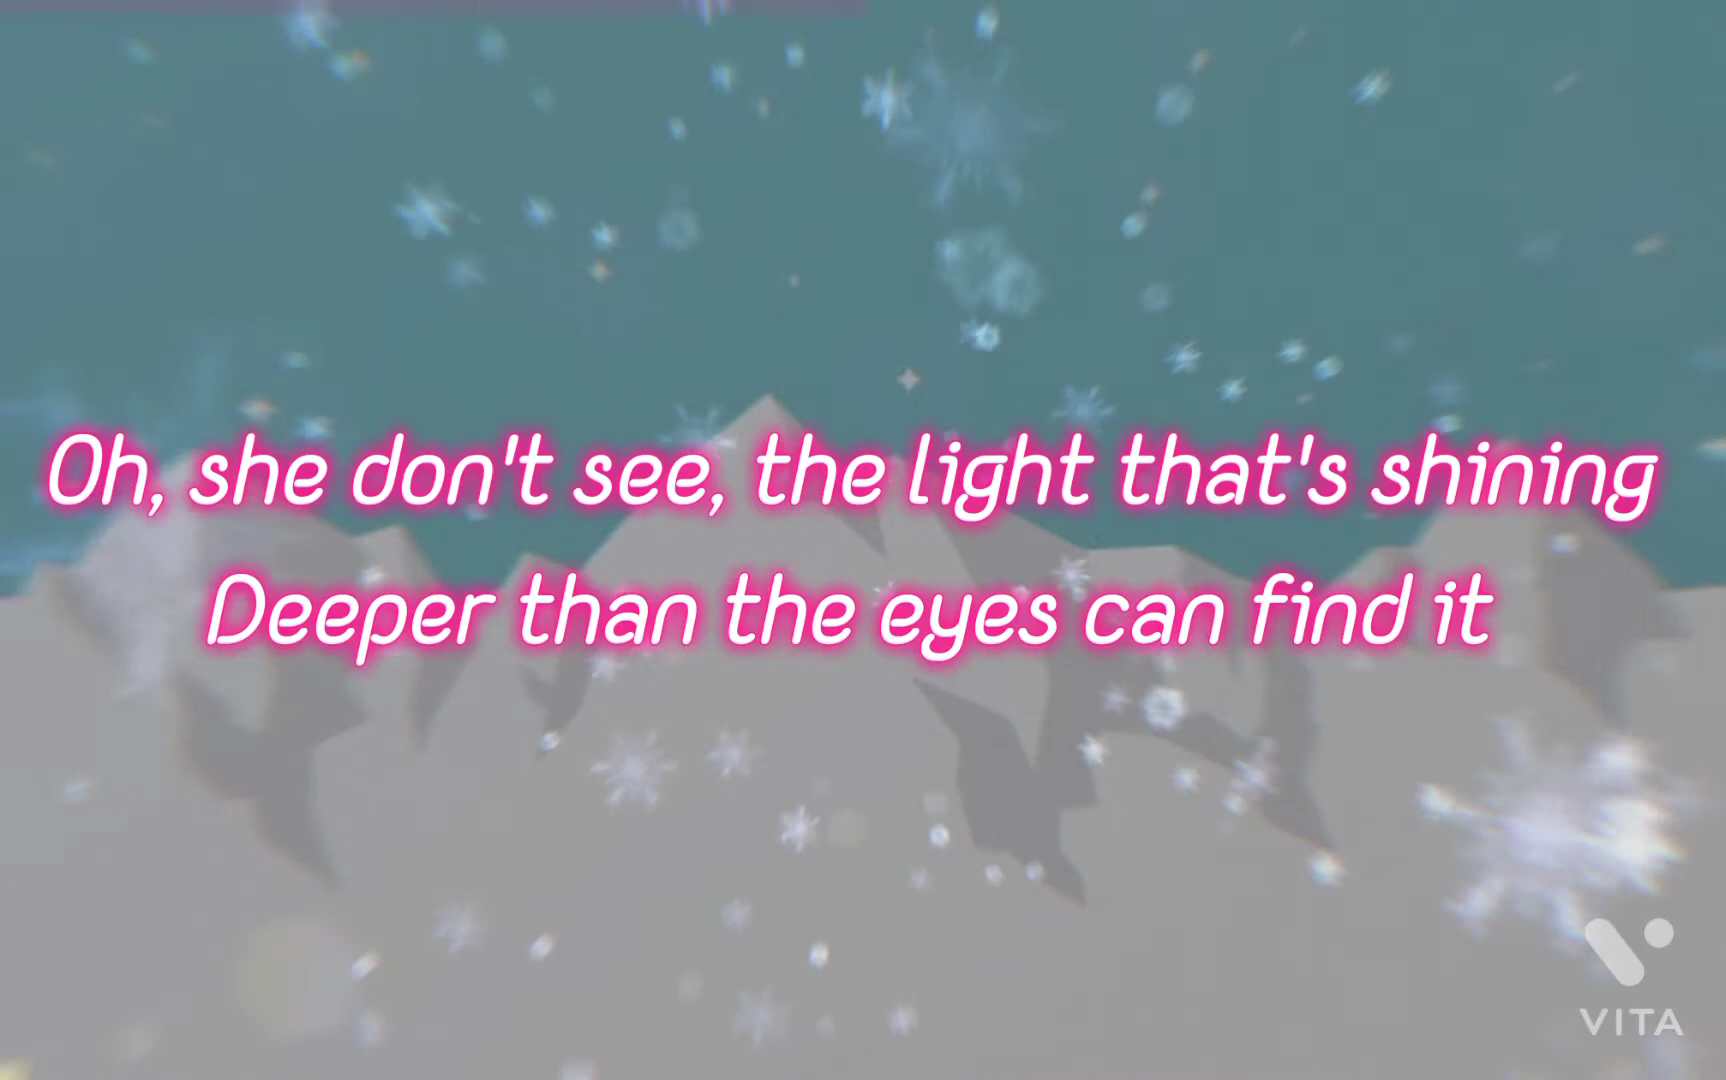 Oh, she don't see, the light that's shining
Deeper than the eyes can find it
VITA